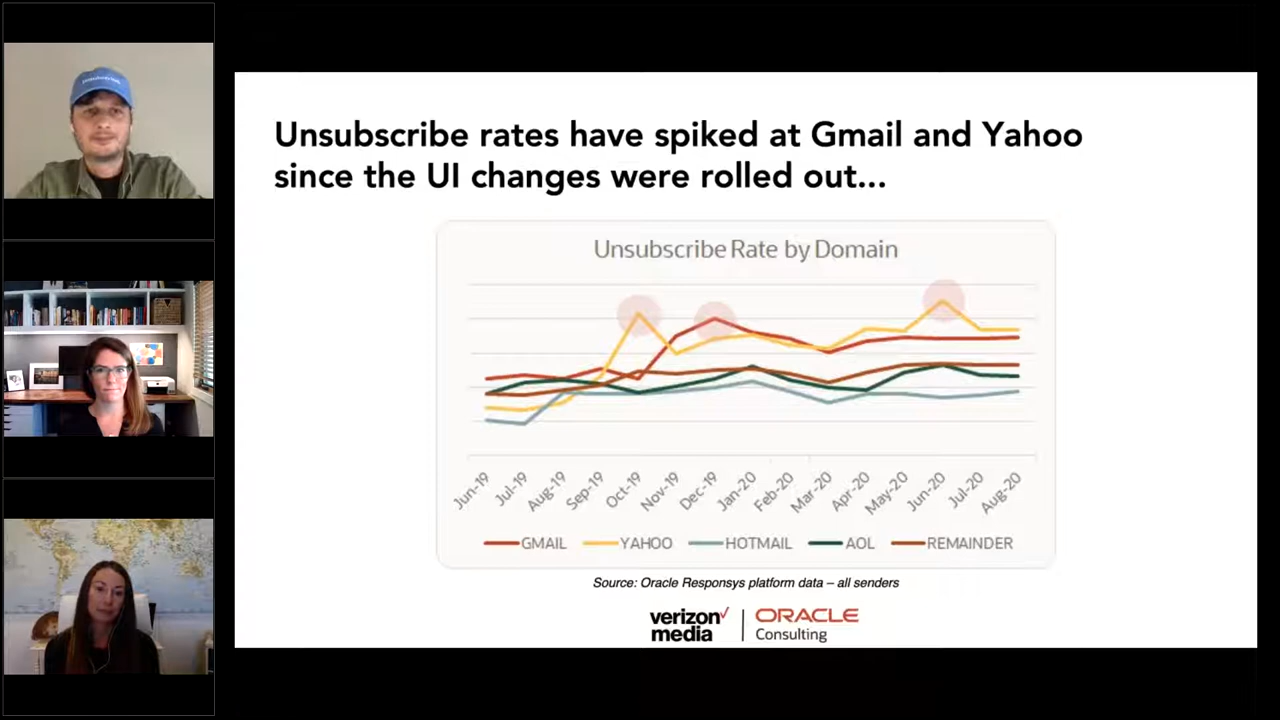 Unsubscribe rates have spiked at Gmail and Yahoo
since the UI changes were rolled out...
Unsubscribe Rate by Domain
Jun-19 Jul-19 Aug-19 Sep-19 Oct-19 Nov-19 Dec-19 Jan-20 Feb-20 Mar-20 Apr-20 May-20 Jun-20 Jul-20 Aug-20
GMAIL YAHOO HOTMAIL AOL REMAINDER
Source: Oracle Responsys platform data – all senders
verizon media | ORACLE Consulting